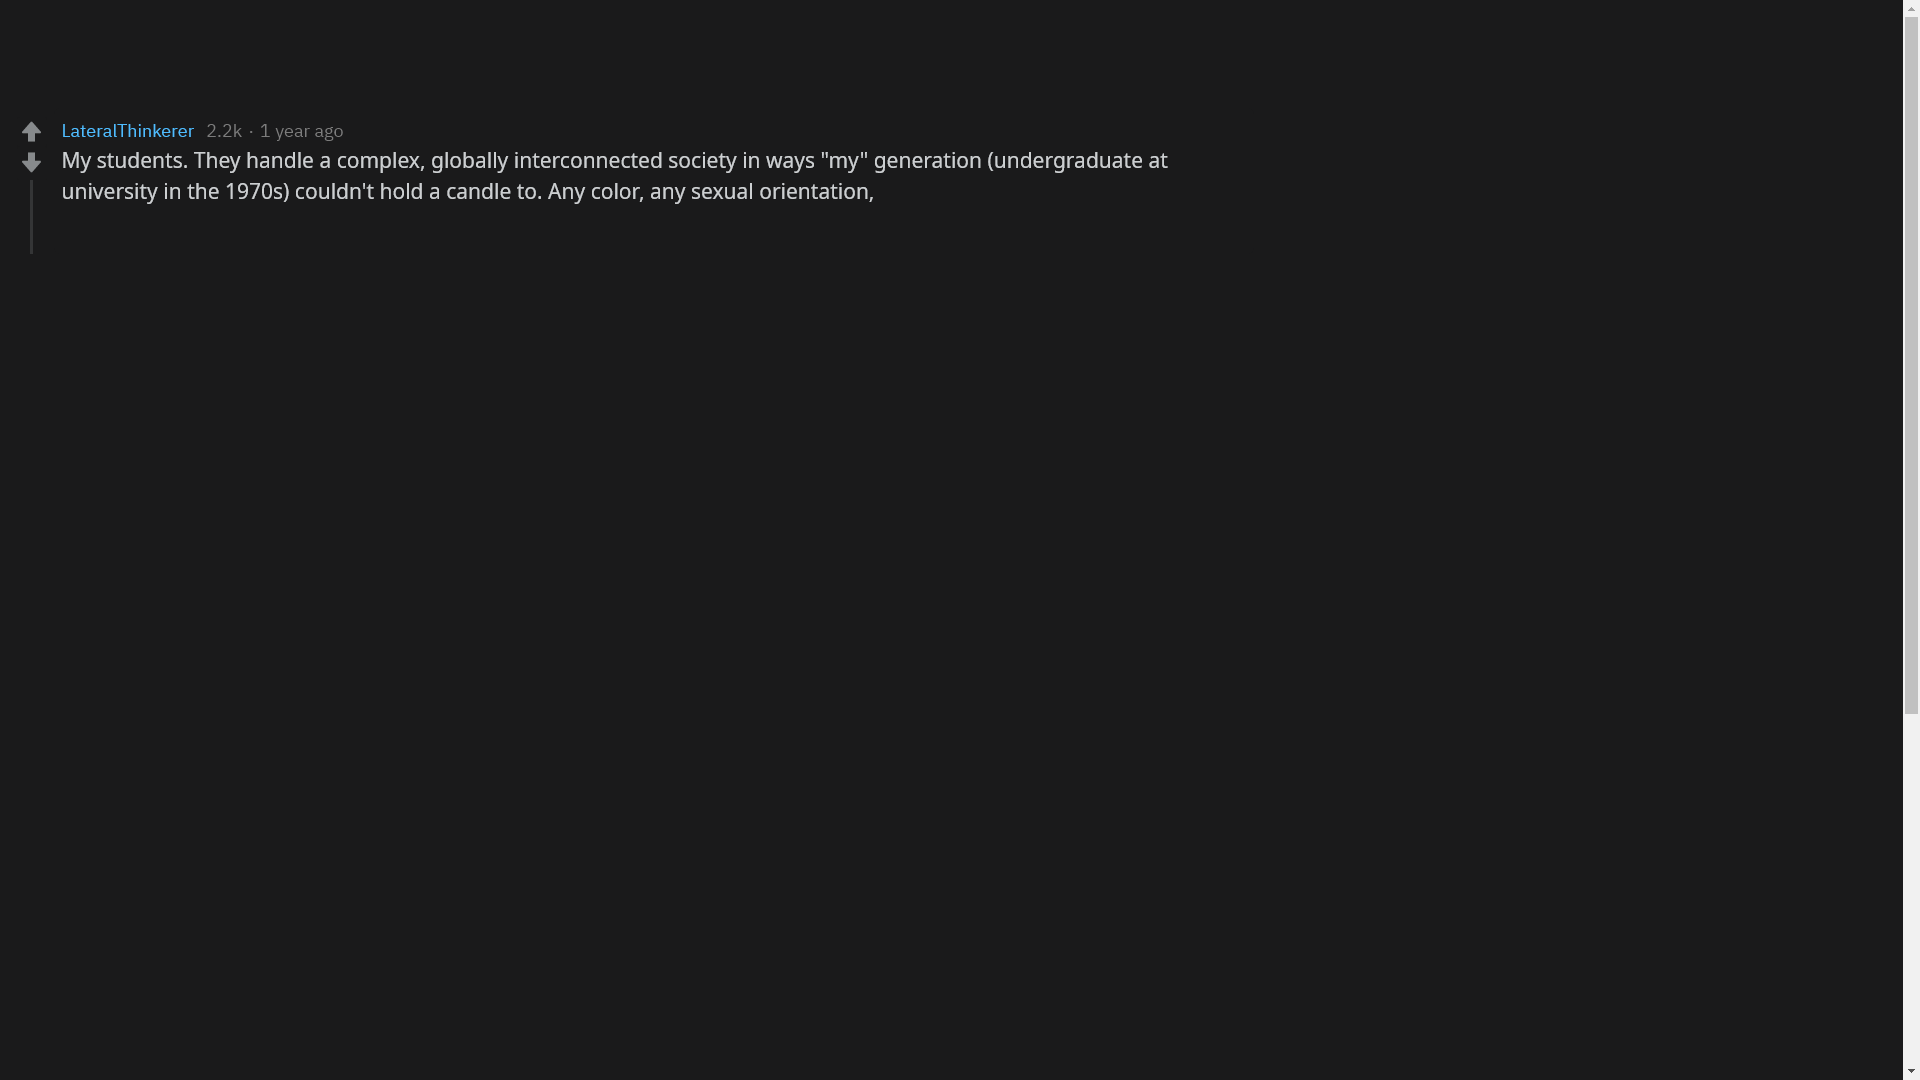 LateralThinkerer 2.2k · 1 year ago
My students. They handle a complex, globally interconnected society in ways "my" generation (undergraduate at
university in the 1970s) couldn't hold a candle to. Any color, any sexual orientation,